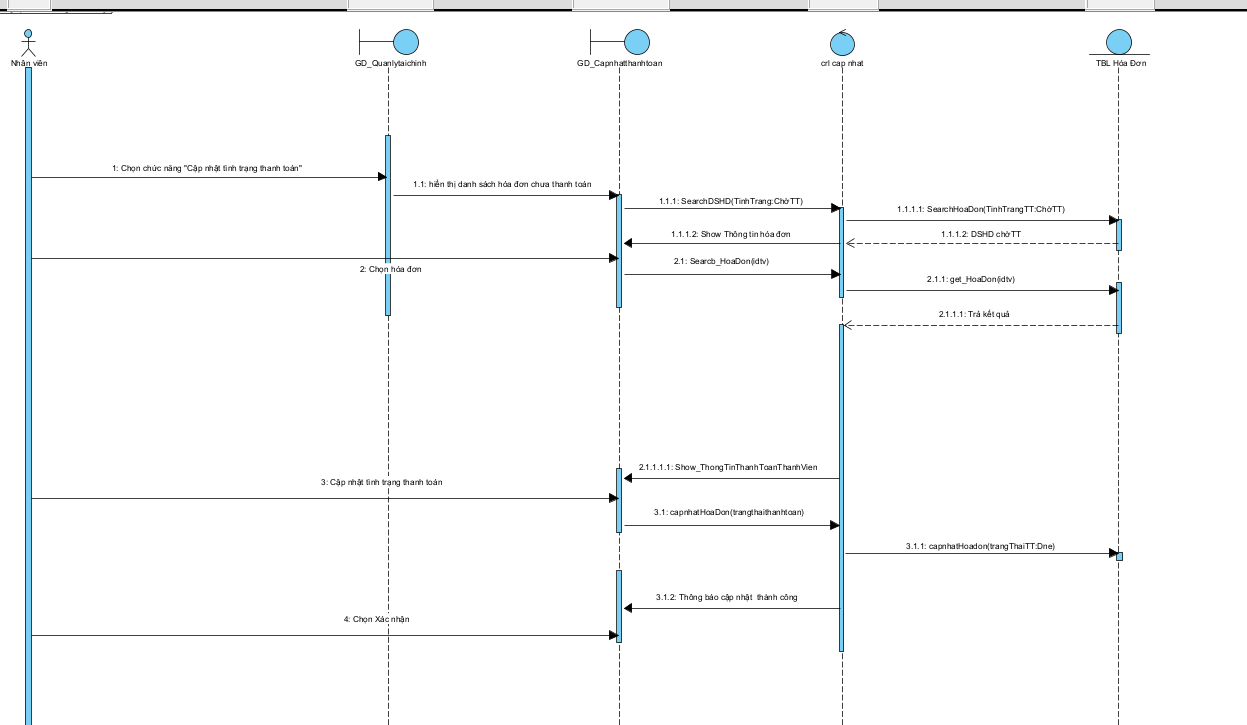 Nhân viên
GD_Quanlytaichinh
GD_Capnhatthanhtoan
crl cap nhat
TBL Hóa Đơn
1: Chọn chức năng "Cập nhật tình trạng thanh toán"
1.1: hiển thị danh sách hóa đơn chưa thanh toán
1.1.1: SearchDSHD(TinhTrang:ChờTT)
1.1.1.1: SearchHoaDon(TinhTrangTT:ChờTT)
1.1.1.2: Show Thông tin hóa đơn
1.1.1.2: DSHD chờTT
2: Chọn hóa đơn
2.1: Searcb_HoaDon(idtv)
2.1.1: get_HoaDon(idtv)
2.1.1.1: Trả kết quả
2.1.1.1.1: Show_ThongTinThanhToanThanhVien
3: Cập nhật tình trạng thanh toán
3.1: capnhatHoaDon(trangthaithanhtoan)
3.1.1: capnhatHoadon(trangThaiTT:Dne)
3.1.2: Thông báo cập nhật thành công
4: Chọn Xác nhận